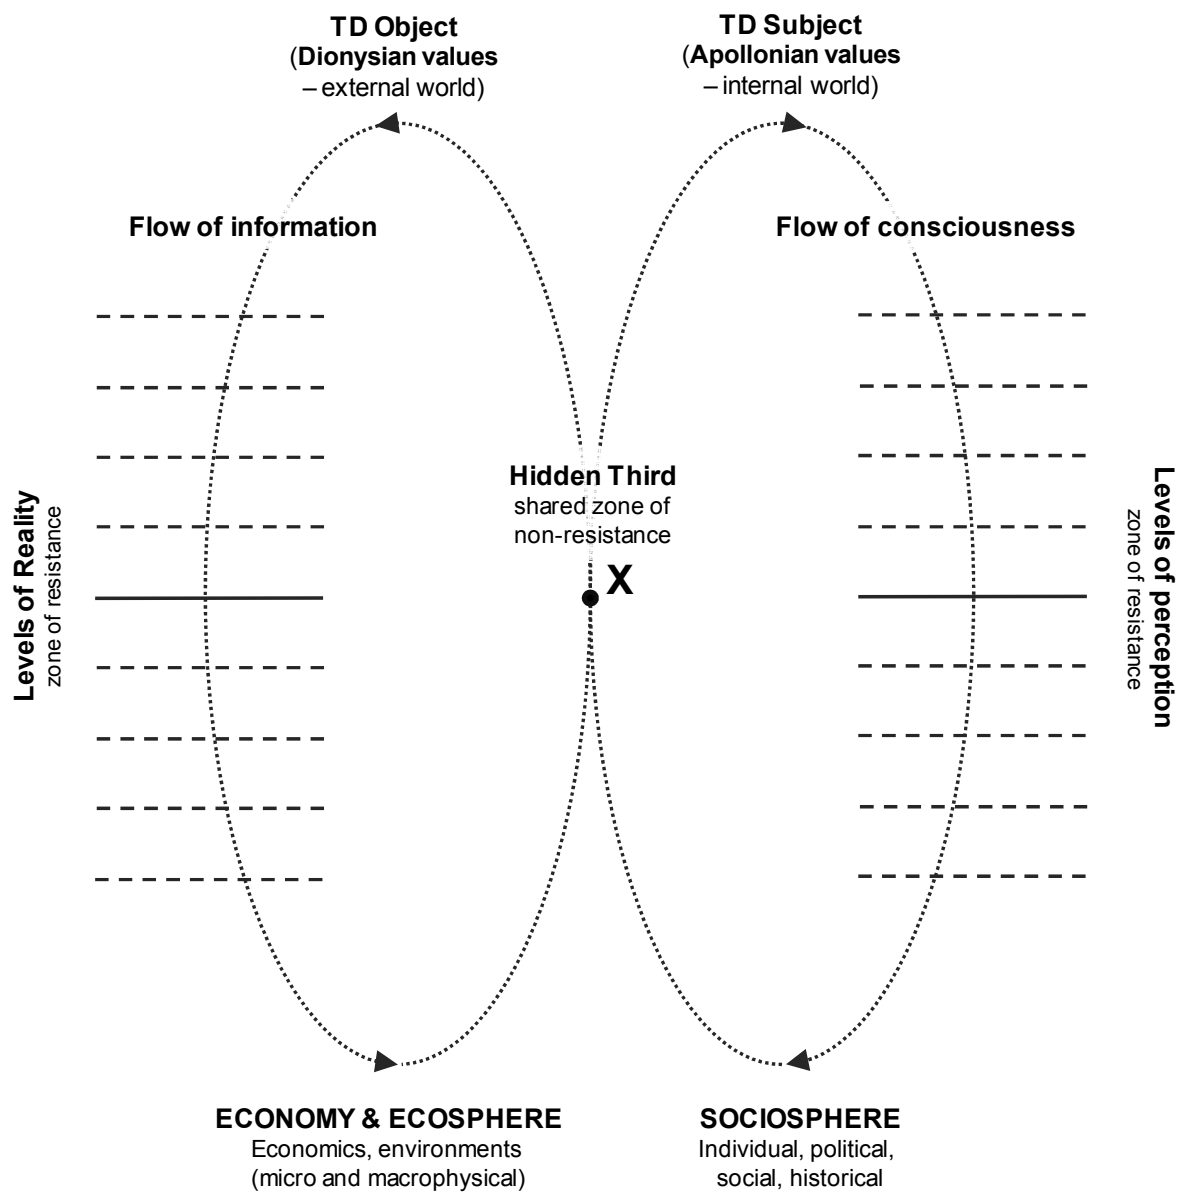 TD Object
(Dionysian values
– external world)
TD Subject
(Apollonian values
– internal world)
Flow of information
Flow of consciousness
Levels of Reality
zone of resistance
Hidden Third
shared zone of
non-resistance
X
Levels of perception
zone of resistance
ECONOMY & ECOSPHERE
Economics, environments
(micro and macrophysical)
SOCIOSPHERE
Individual, political,
social, historical